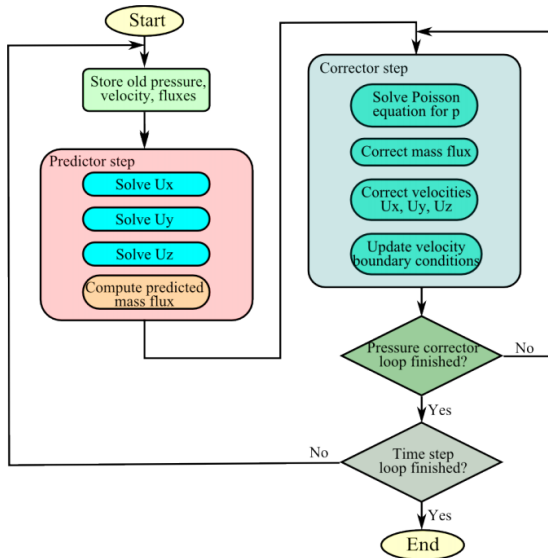 Start
Store old pressure,
velocity, fluxes
Predictor step
Solve Ux
Solve Uy
Solve Uz
Compute predicted
mass flux
Corrector step
Solve Poisson
equation for p
Correct mass flux
Correct velocities
Ux, Uy, Uz
Update velocity
boundary conditions
Pressure corrector
loop finished?
No
Yes
Time step
loop finished?
No
Yes
End